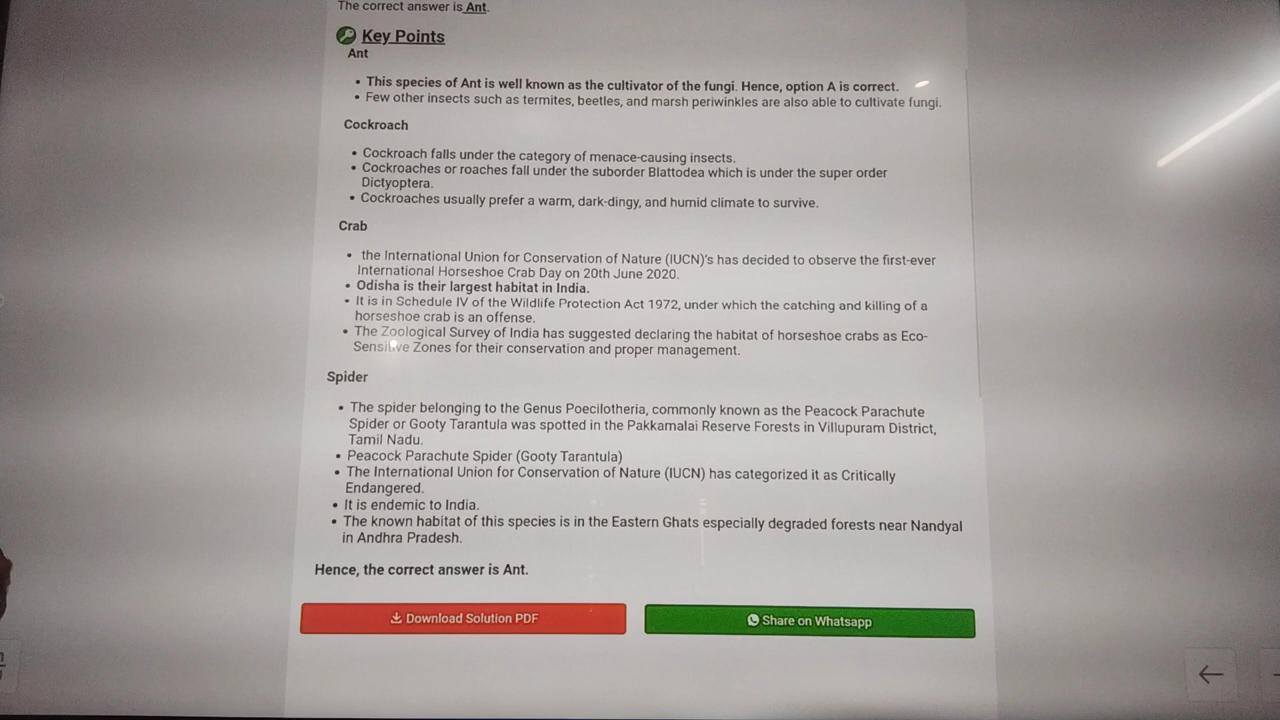 The correct answer is Ant.
Key Points
Ant
• This species of Ant is well known as the cultivator of the fungi. Hence, option A is correct.
• Few other insects such as termites, beetles, and marsh periwinkles are also able to cultivate fungi.
Cockroach
• Cockroach falls under the category of menace-causing insects.
• Cockroaches or roaches fall under the suborder Blattodea which is under the super order
Dictyoptera.
• Cockroaches usually prefer a warm, dark-dingy, and humid climate to survive.
Crab
• the International Union for Conservation of Nature (IUCN)'s has decided to observe the first-ever
International Horseshoe Crab Day on 20th June 2020.
• Odisha is their largest habitat in India.
• It is in Schedule IV of the Wildlife Protection Act 1972, under which the catching and killing of a
horseshoe crab is an offense.
• The Zoological Survey of India has suggested declaring the habitat of horseshoe crabs as Eco-
Sensitive Zones for their conservation and proper management.
Spider
• The spider belonging to the Genus Poecilotheria, commonly known as the Peacock Parachute
Spider or Gooty Tarantula was spotted in the Pakkamalai Reserve Forests in Villupuram District,
Tamil Nadu.
• Peacock Parachute Spider (Gooty Tarantula)
• The International Union for Conservation of Nature (IUCN) has categorized it as Critically
Endangered.
• It is endemic to India.
• The known habitat of this species is in the Eastern Ghats especially degraded forests near Nandyal
in Andhra Pradesh.
Hence, the correct answer is Ant.
Download Solution PDF
Share on Whatsapp